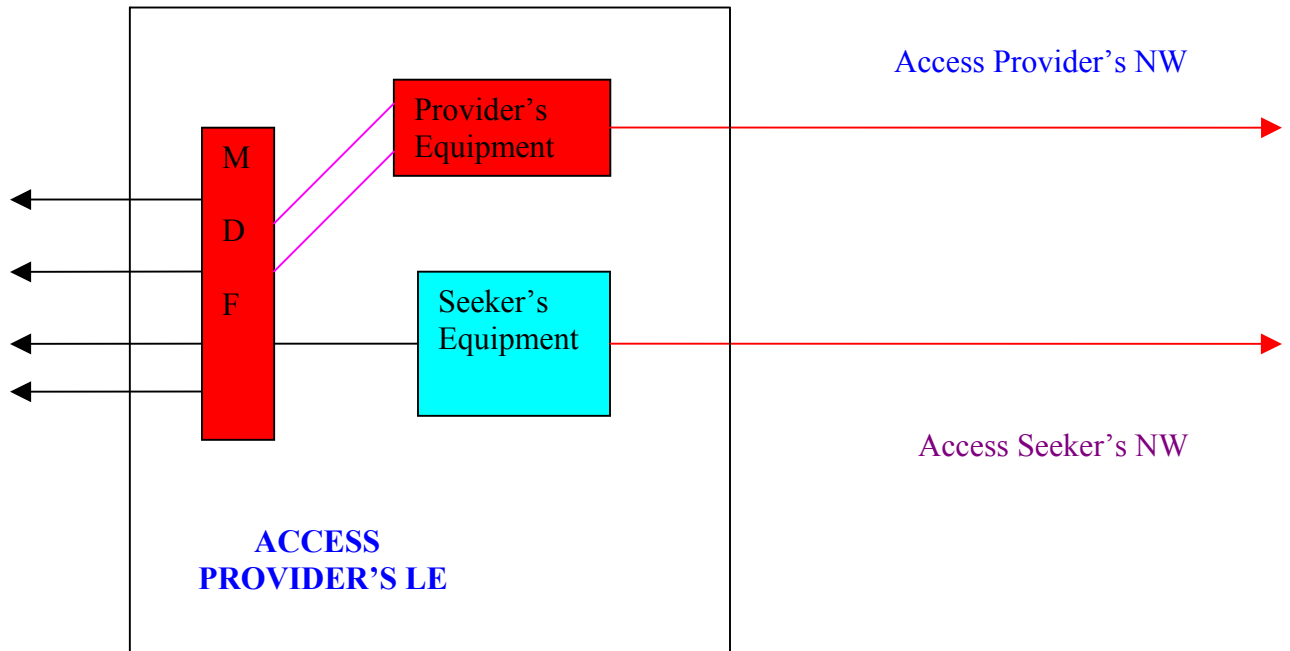 Access Provider’s NW
Provider’s
Equipment
M
D
F
Seeker’s
Equipment
Access Seeker’s NW
ACCESS
PROVIDER’S LE